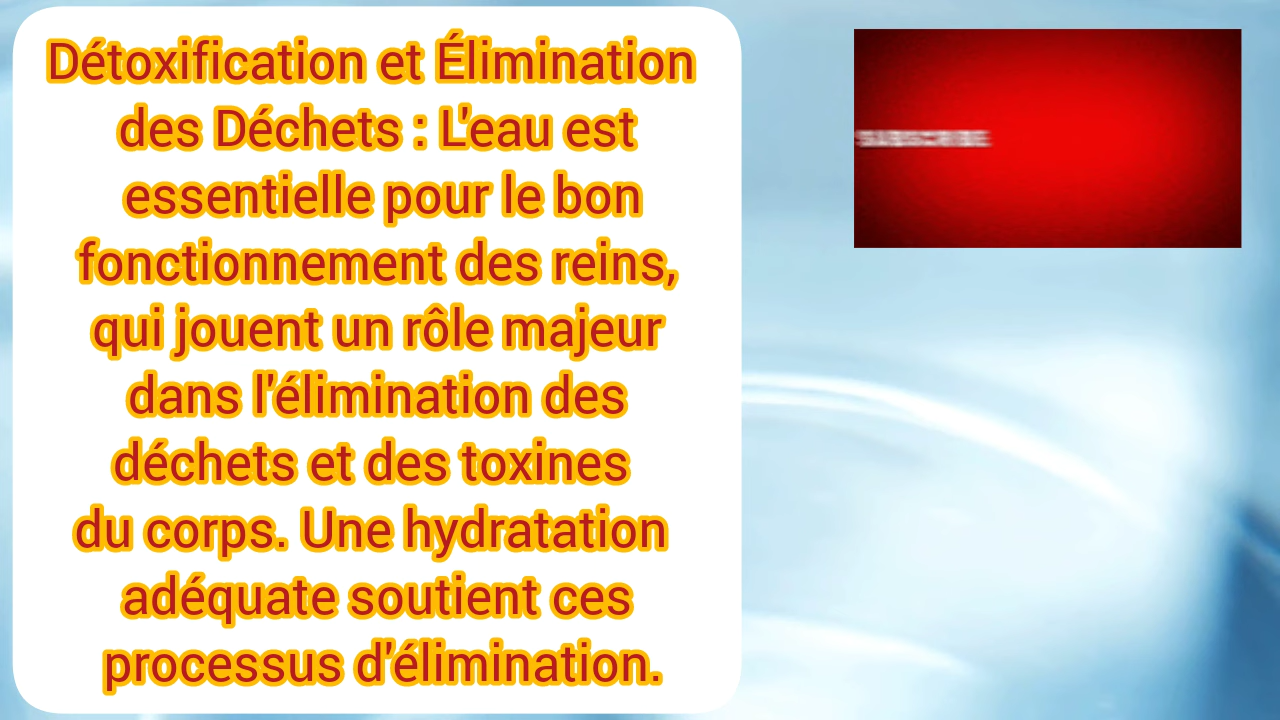 Détoxification et Élimination
des Déchets : L'eau est
essentielle pour le bon
fonctionnement des reins,
qui jouent un rôle majeur
dans l'élimination des
déchets et des toxines
du corps. Une hydratation
adéquate soutient ces
processus d'élimination.
SUBSCRIBE